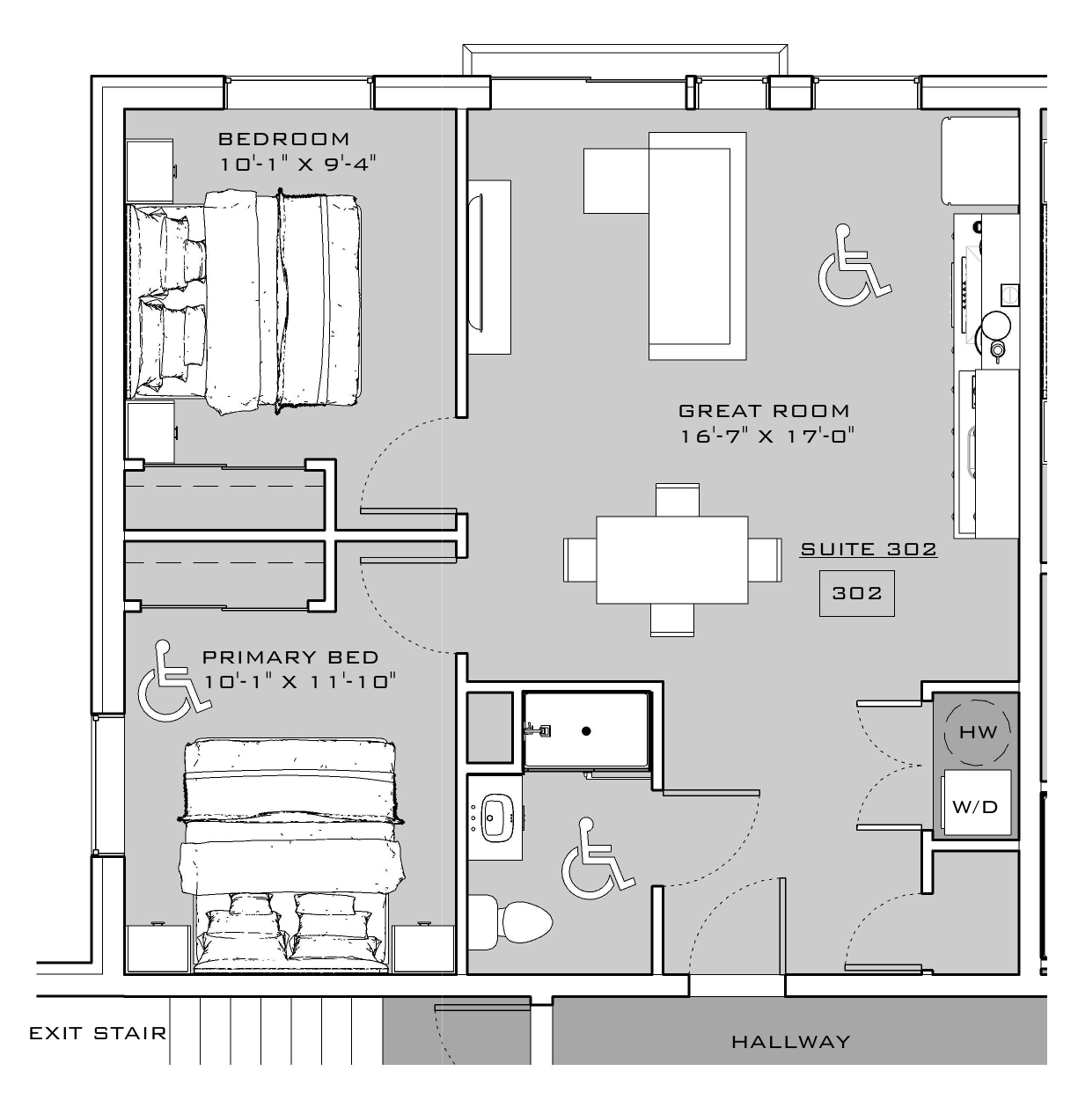 BEDROOM
10'-1" X 9'-4"
GREAT ROOM
16'-7" X 17'-0"
SUITE 302
302
PRIMARY BED
10'-1" X 11'-10"
HW
W/D
EXIT STAIR
HALLWAY